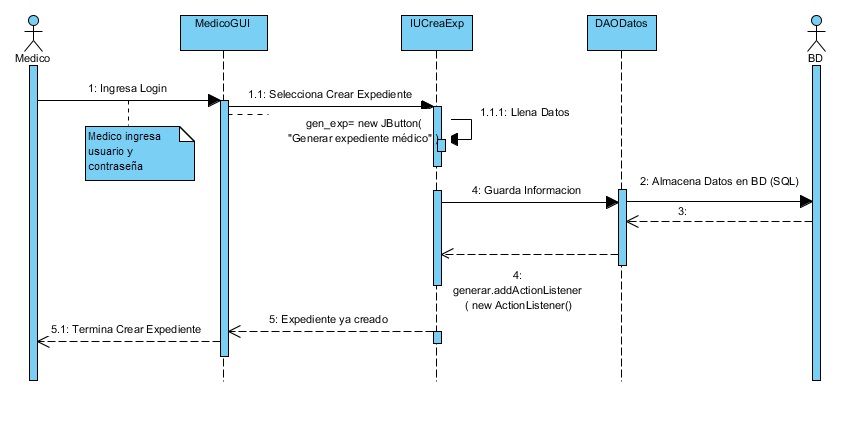 MedicoGUI
IUCreaExp
DAODatos
Medico
BD
1: Ingresa Login
1.1: Selecciona Crear Expediente
1.1.1: Llena Datos
gen_exp= new JButton(
"Generar expediente médico" )
Medico ingresa
usuario y
contraseña
4: Guarda Informacion
2: Almacena Datos en BD (SQL)
3:
4:
generar.addActionListener
( new ActionListener()
5: Expediente ya creado
5.1: Termina Crear Expediente